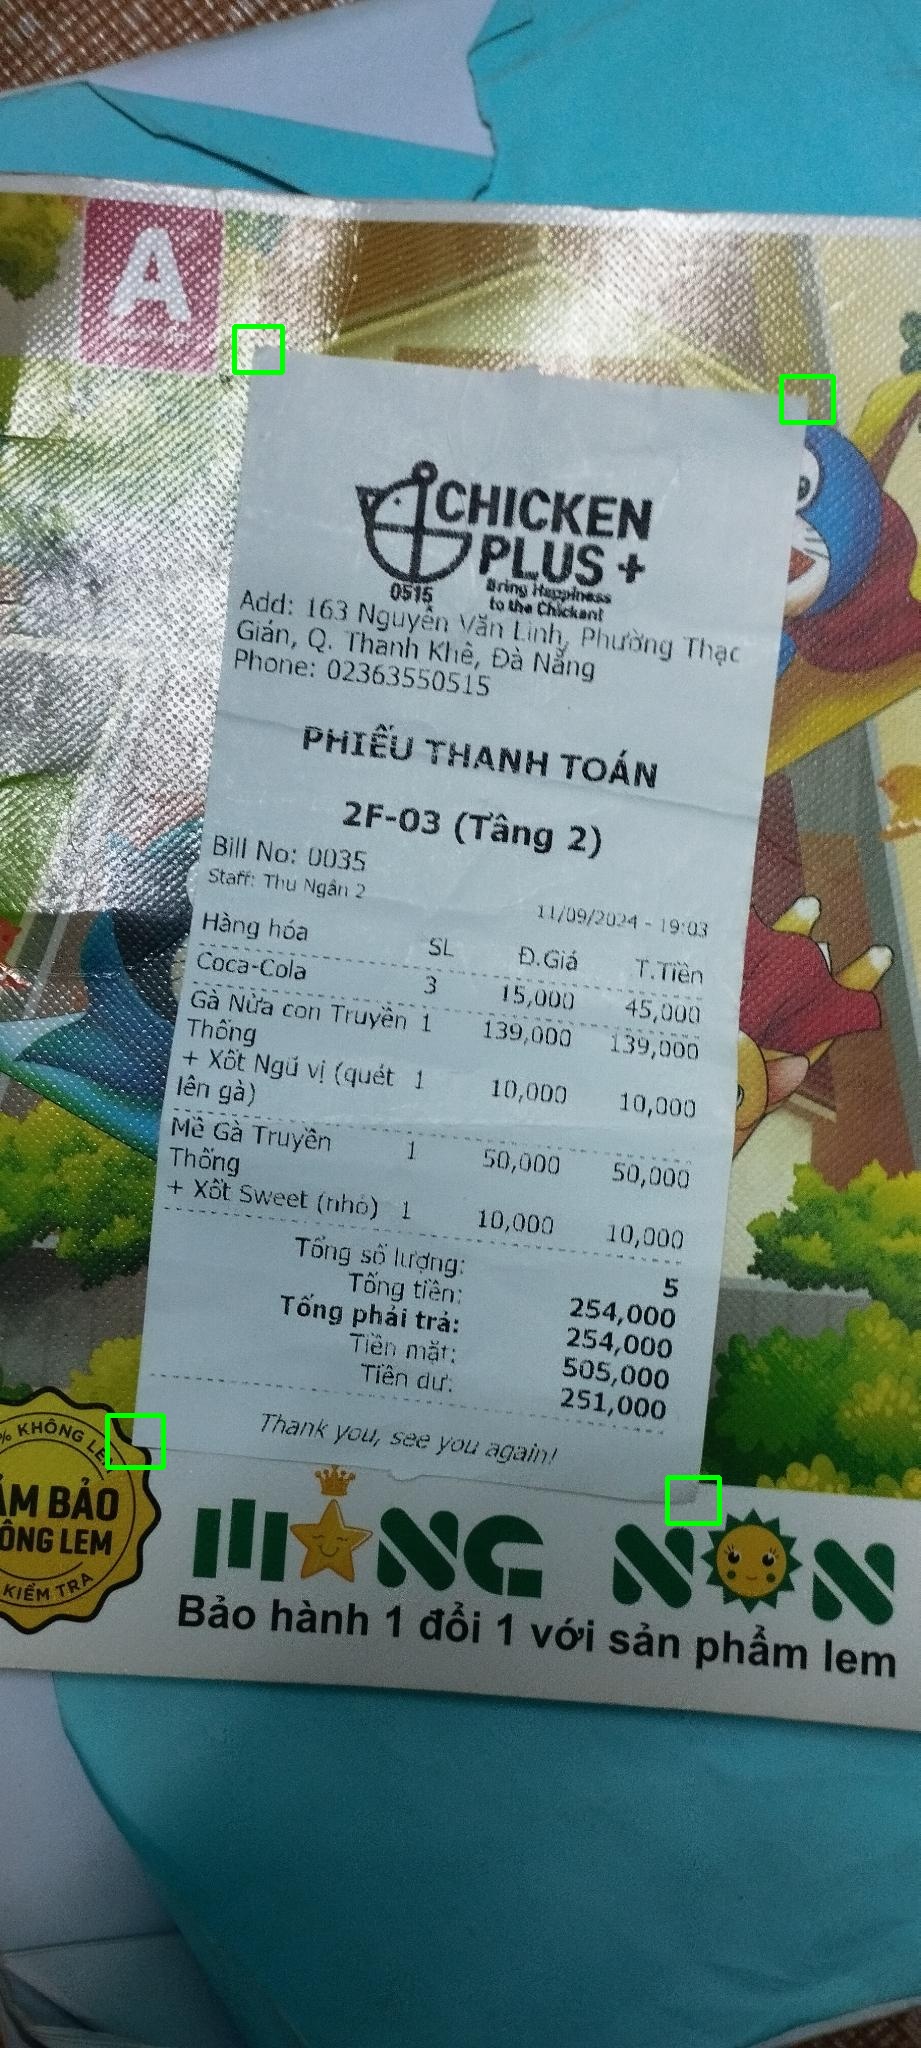 A
CHICKEN
PLUS +
0515
Bring Happiness
to the Chickent
Add: 163 Nguyễn Văn Linh, Phường Thạc
Gián, Q. Thanh Khê, Đà Nẵng
Phone: 02363550515
PHIẾU THANH TOÁN
2F-03 (Tầng 2)
Bill No: 0035
Staff: Thu Ngân 2
11/09/2024 - 19:03
Hàng hóa SL Đ.Giá T.Tiền
Coca-Cola 3 15,000 45,000
Gà Nửa con Truyền 1 139,000 139,000
Thống
+ Xốt Ngũ vị (quét 1 10,000 10,000
lên gà)
Mề Gà Truyền 1 50,000 50,000
Thống
+ Xốt Sweet (nhỏ) 1 10,000 10,000
Tổng số lượng: 5
Tổng tiền: 254,000
Tổng phải trả: 254,000
Tiền mặt: 505,000
Tiền dư: 251,000
Thank you, see you again!
% KHÔNG LE
ẢM BẢO
ÔNG LEM
KIỂM TRA
MĂNG NON
Bảo hành 1 đổi 1 với sản phẩm lem